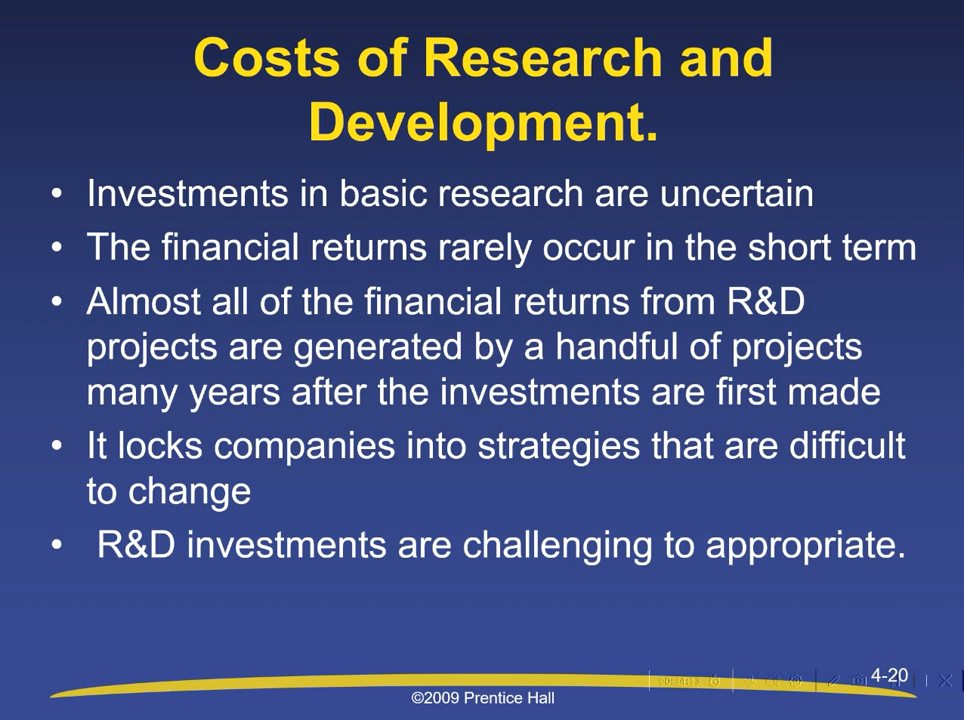 Costs of Research and
Development.
• Investments in basic research are uncertain
• The financial returns rarely occur in the short term
• Almost all of the financial returns from R&D
projects are generated by a handful of projects
many years after the investments are first made
• It locks companies into strategies that are difficult
to change
• R&D investments are challenging to appropriate.
4-20
©2009 Prentice Hall